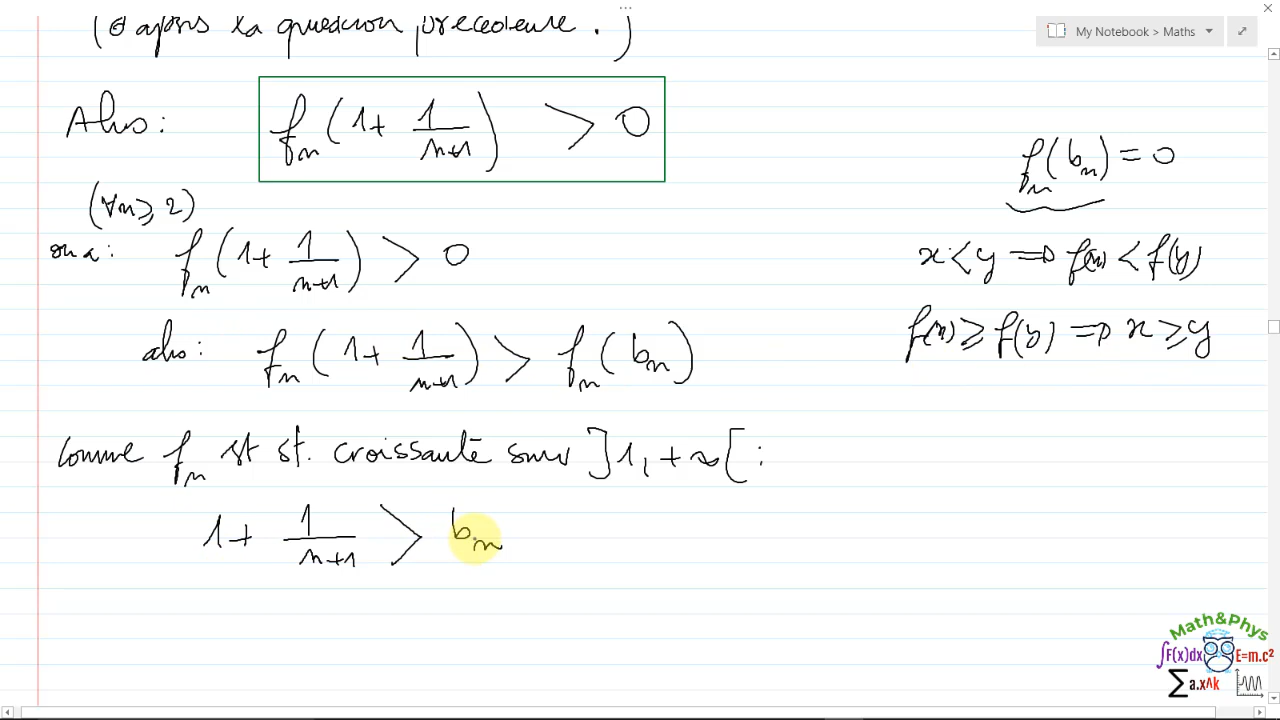 (d'après la question précédente.)
My Notebook > Maths
Alors: f_n(1 + 1/(n+1)) > 0
(∀n ≥ 2)
on a: f_n(1 + 1/(n+1)) > 0
alors: f_n(1 + 1/(n+1)) > f_n(b_n)
Comme f_n est st. croissante sur ]1, +∞[ :
1 + 1/(n+1) > b_n
f_n(b_n) = 0
x < y ⟹ f(x) < f(y)
f(x) ≥ f(y) ⟹ x ≥ y
Math&Phys
∫F(x)dx E=m.c²
∑ a.x^k